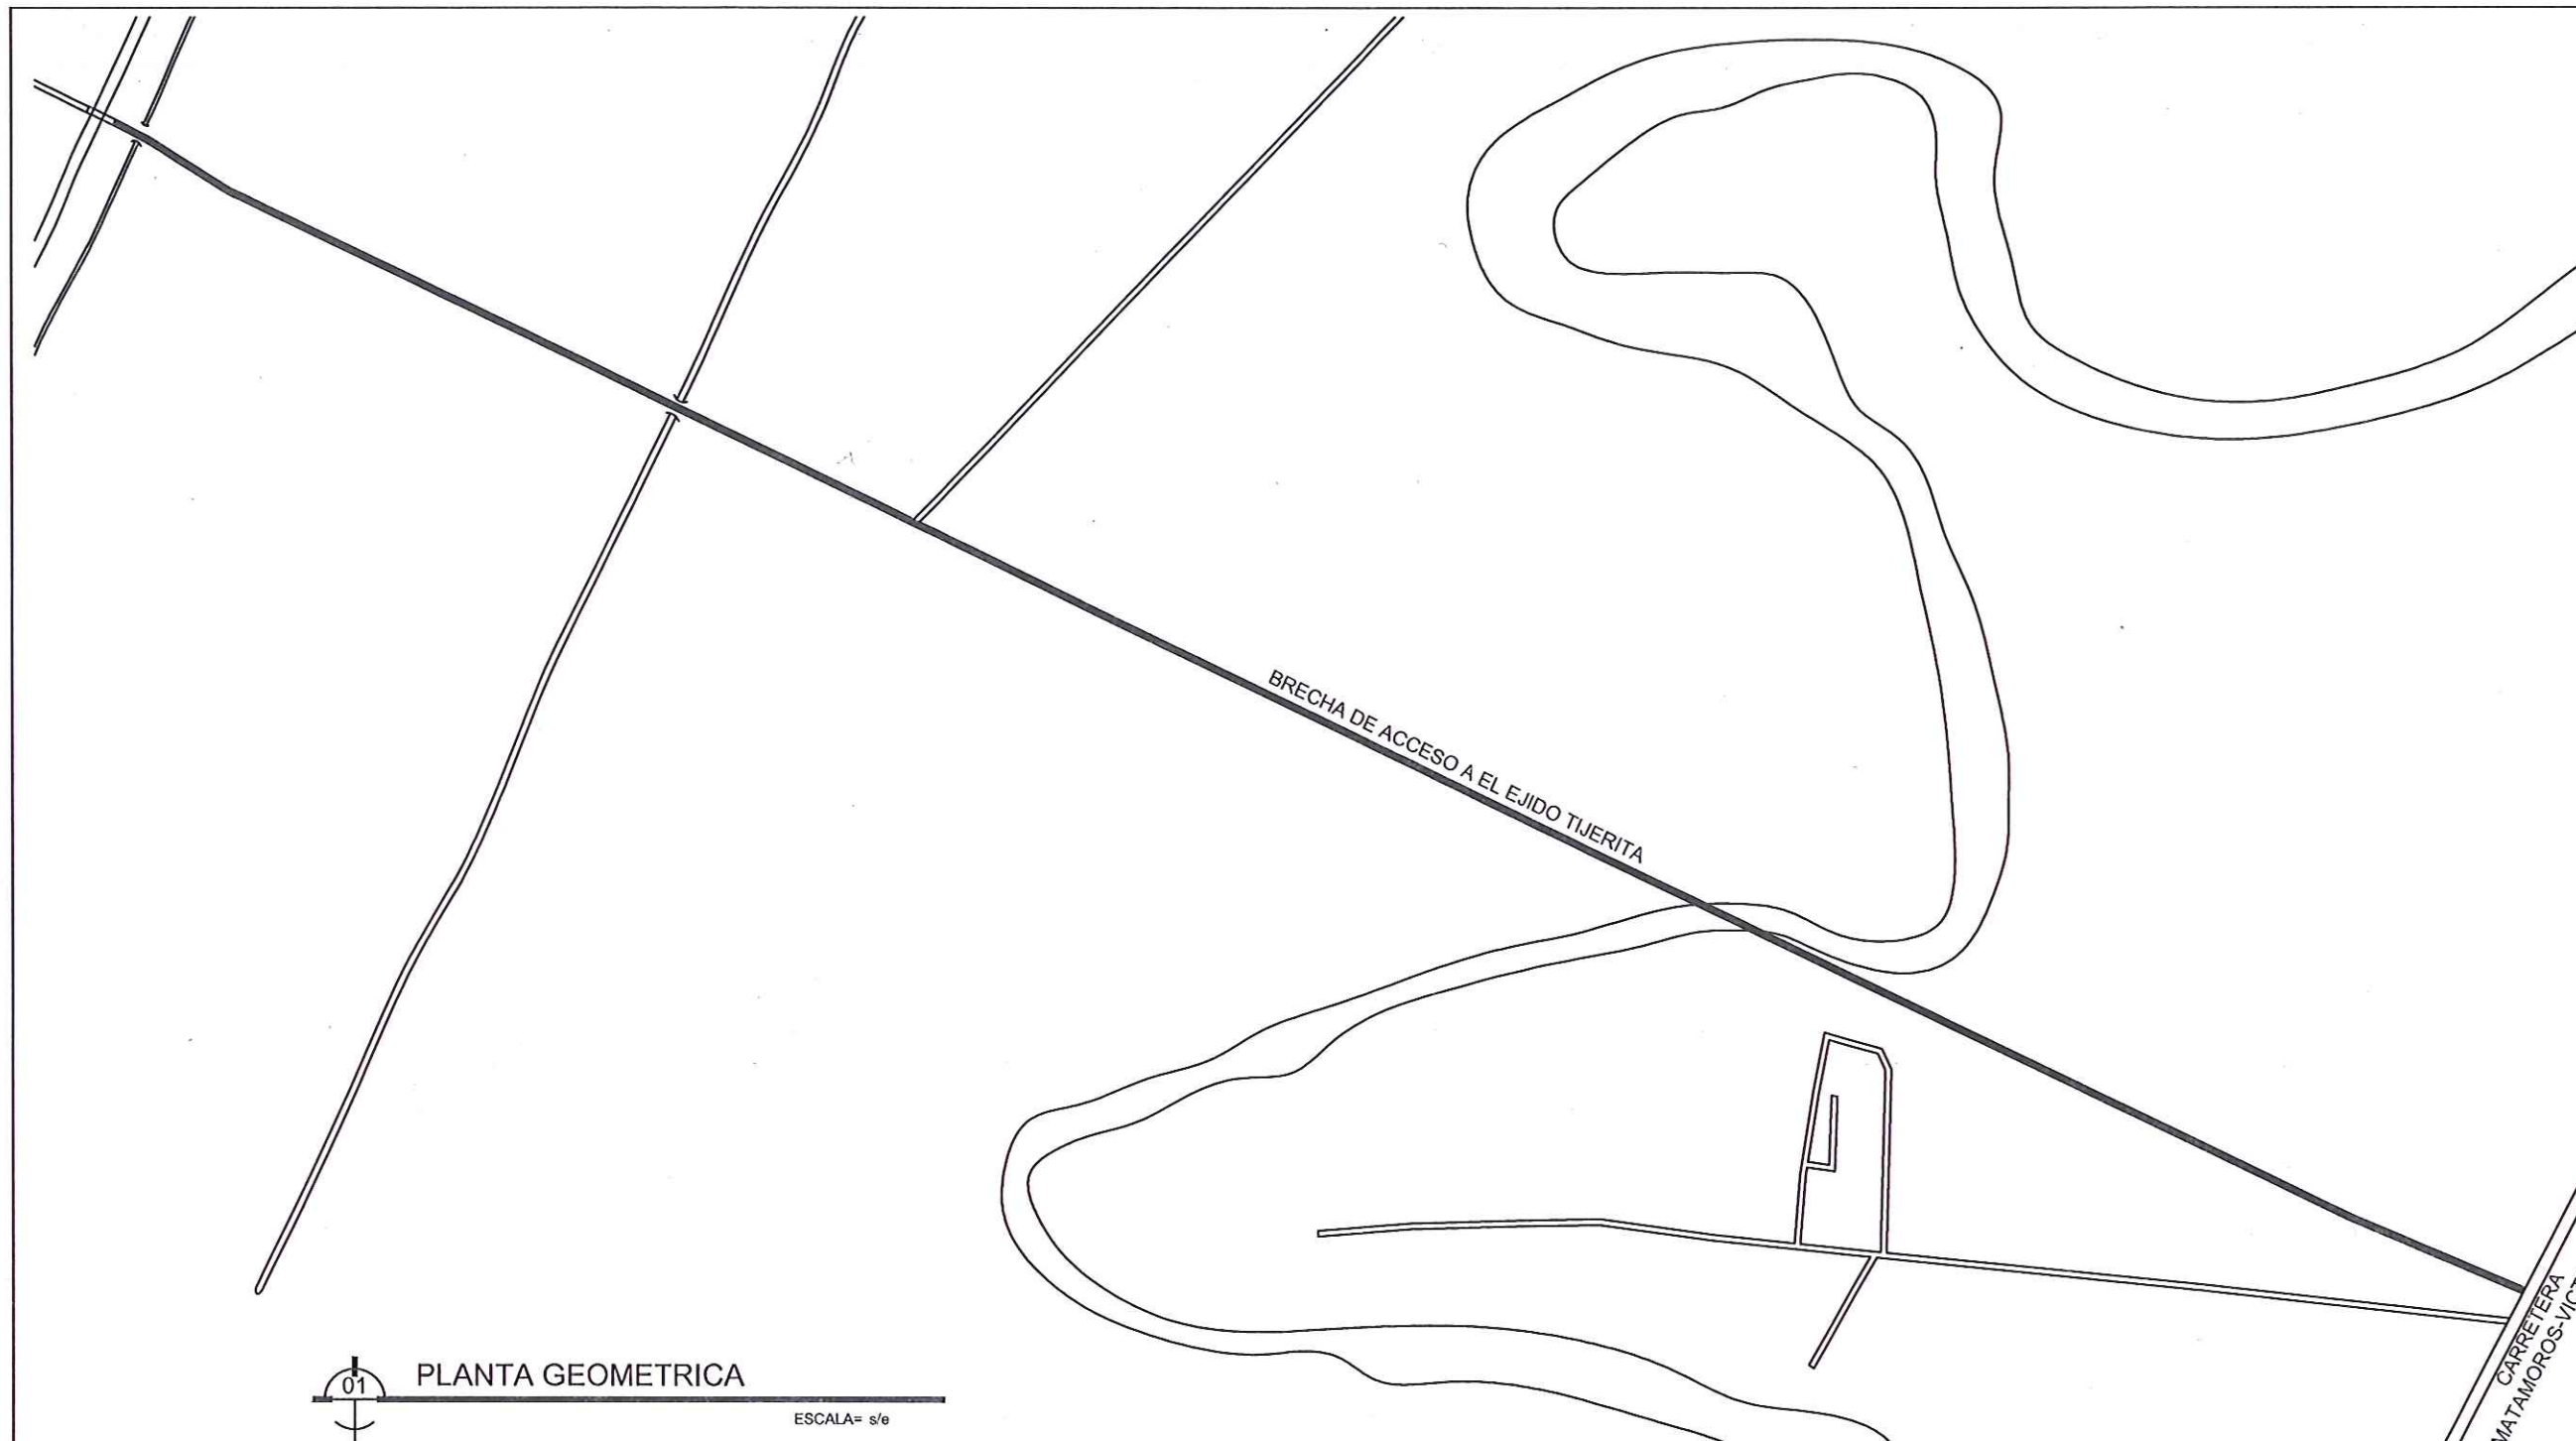 BRECHA DE ACCESO A EL EJIDO TIJERITA
CARRETERA
01
PLANTA GEOMETRICA
ESCALA= s/e